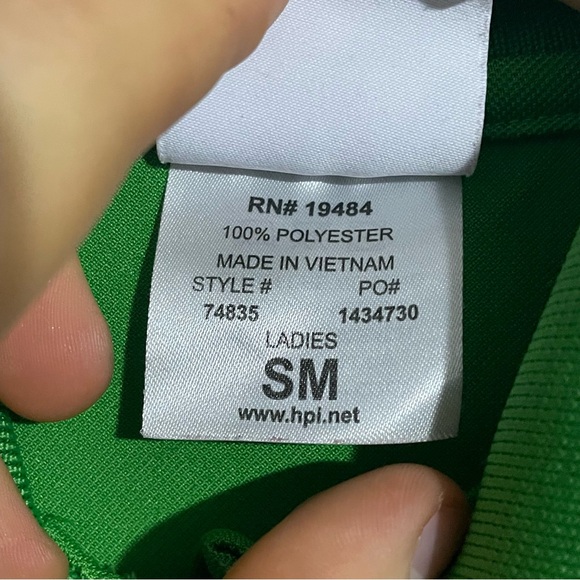 RN# 19484
100% POLYESTER
MADE IN VIETNAM
STYLE # PO#
74835 1434730
LADIES
SM
www.hpi.net